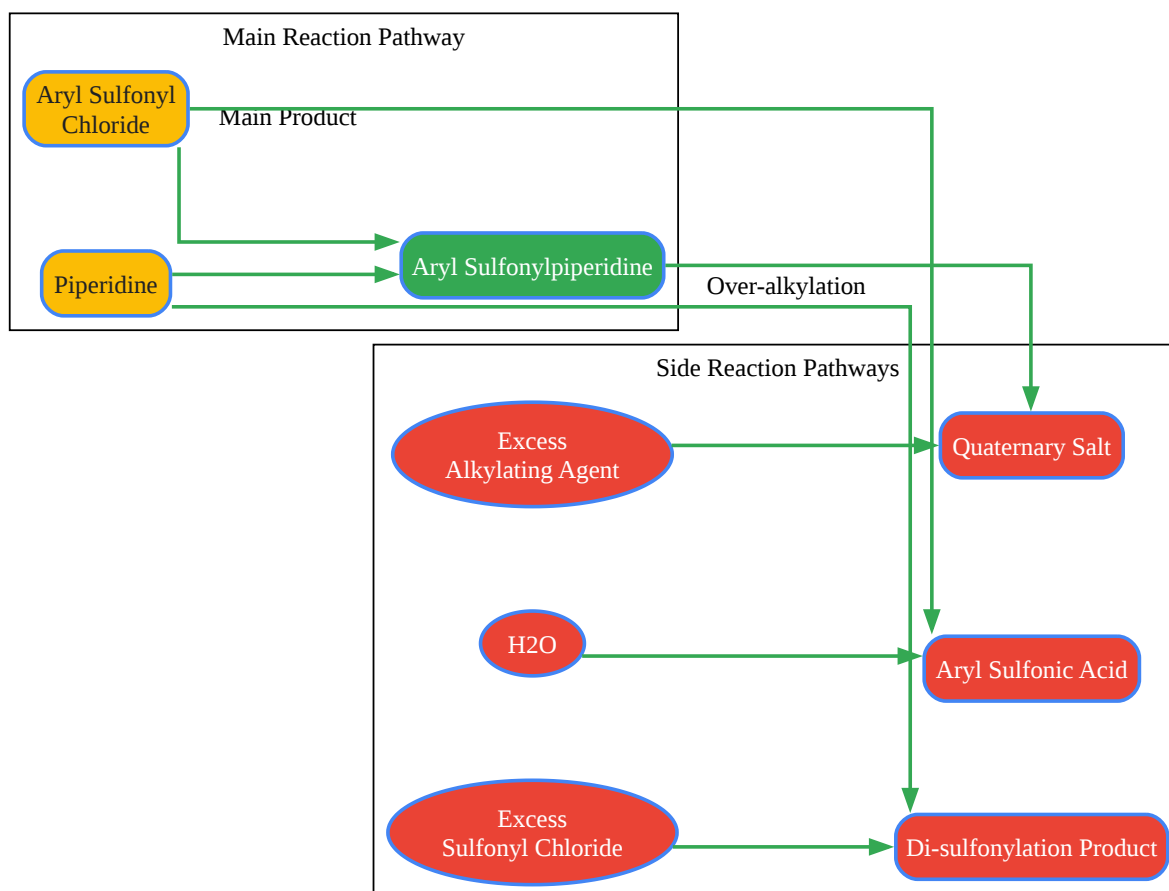 Main Reaction Pathway
Aryl Sulfonyl
Chloride
Main Product
Piperidine
Aryl Sulfonylpiperidine
Over-alkylation
Side Reaction Pathways
Excess
Alkylating Agent
Quaternary Salt
H2O
Aryl Sulfonic Acid
Excess
Sulfonyl Chloride
Di-sulfonylation Product